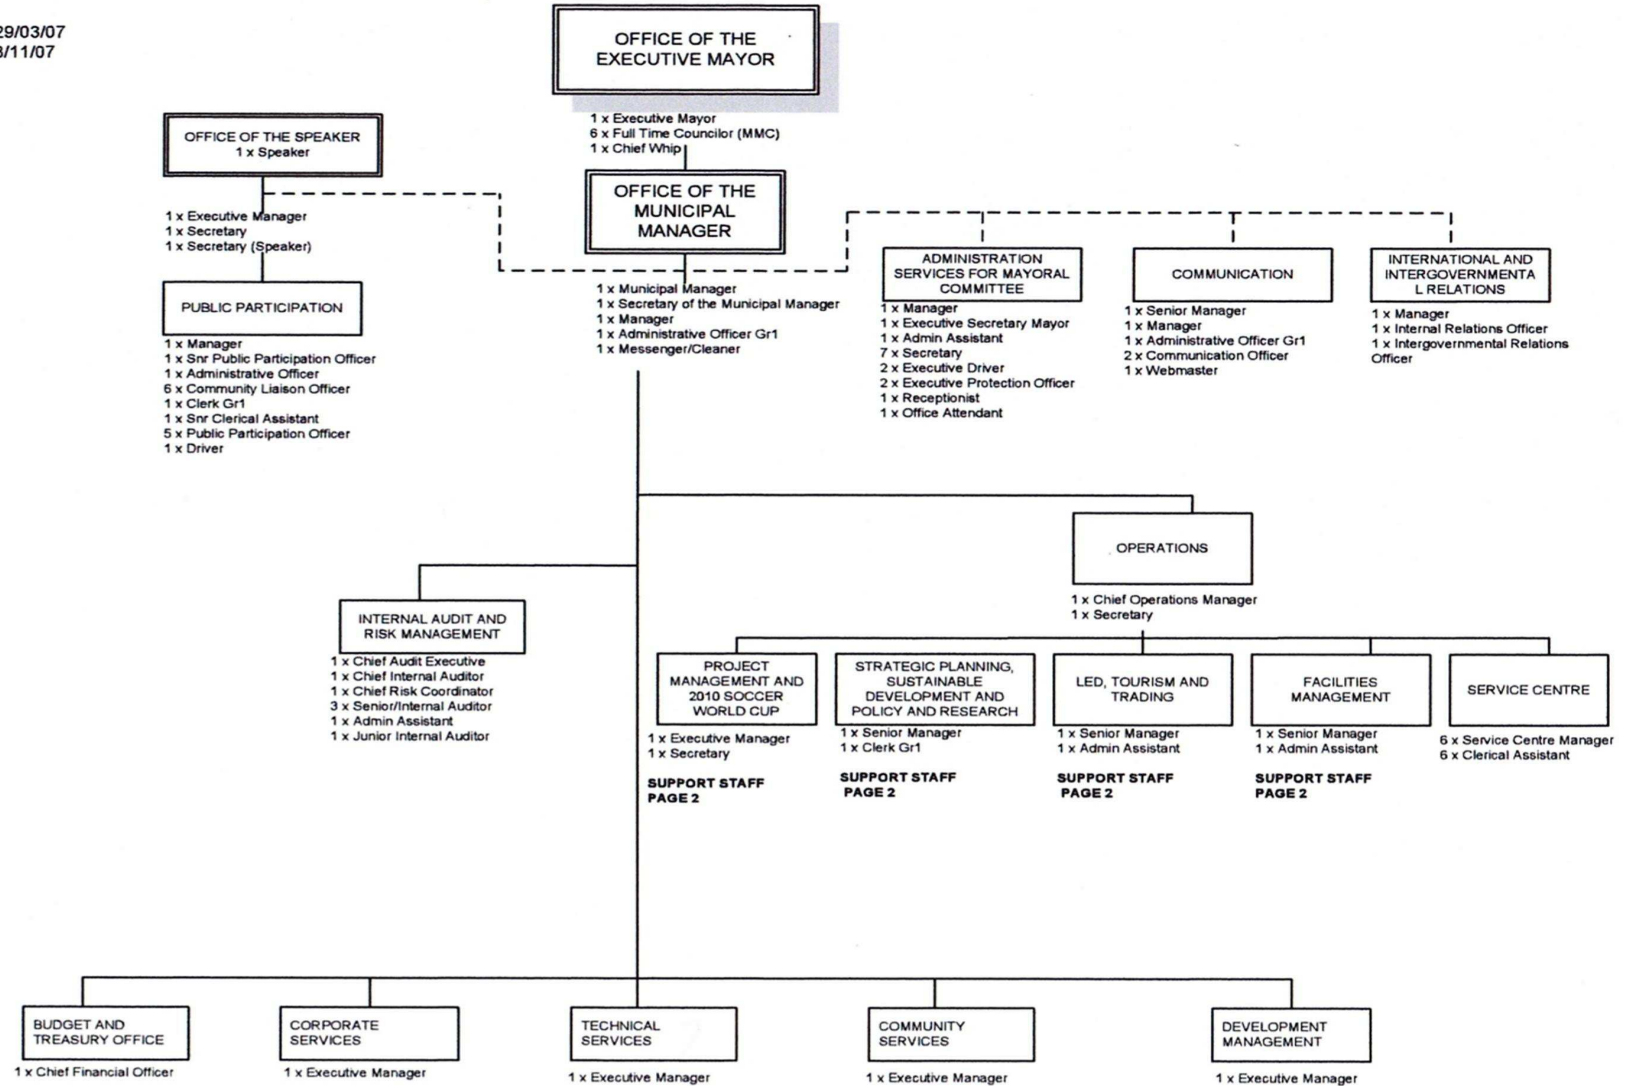 29/03/07
/11/07
OFFICE OF THE
EXECUTIVE MAYOR
1 x Executive Mayor
6 x Full Time Councilor (MMC)
1 x Chief Whip
OFFICE OF THE SPEAKER
1 x Speaker
1 x Executive Manager
1 x Secretary
1 x Secretary (Speaker)
PUBLIC PARTICIPATION
1 x Manager
1 x Snr Public Participation Officer
1 x Administrative Officer
6 x Community Liaison Officer
1 x Clerk Gr1
1 x Snr Clerical Assistant
5 x Public Participation Officer
1 x Driver
OFFICE OF THE
MUNICIPAL
MANAGER
1 x Municipal Manager
1 x Secretary of the Municipal Manager
1 x Manager
1 x Administrative Officer Gr1
1 x Messenger/Cleaner
ADMINISTRATION
SERVICES FOR MAYORAL
COMMITTEE
1 x Manager
1 x Executive Secretary Mayor
1 x Admin Assistant
7 x Secretary
2 x Executive Driver
2 x Executive Protection Officer
1 x Receptionist
1 x Office Attendant
COMMUNICATION
1 x Senior Manager
1 x Manager
1 x Administrative Officer Gr1
2 x Communication Officer
1 x Webmaster
INTERNATIONAL AND
INTERGOVERNMENTA
L RELATIONS
1 x Manager
1 x Internal Relations Officer
1 x Intergovernmental Relations
Officer
OPERATIONS
1 x Chief Operations Manager
1 x Secretary
INTERNAL AUDIT AND
RISK MANAGEMENT
1 x Chief Audit Executive
1 x Chief Internal Auditor
1 x Chief Risk Coordinator
3 x Senior/Internal Auditor
1 x Admin Assistant
1 x Junior Internal Auditor
PROJECT
MANAGEMENT AND
2010 SOCCER
WORLD CUP
1 x Executive Manager
1 x Secretary
SUPPORT STAFF
PAGE 2
STRATEGIC PLANNING,
SUSTAINABLE
DEVELOPMENT AND
POLICY AND RESEARCH
1 x Senior Manager
1 x Clerk Gr1
SUPPORT STAFF
PAGE 2
LED, TOURISM AND
TRADING
1 x Senior Manager
1 x Admin Assistant
SUPPORT STAFF
PAGE 2
FACILITIES
MANAGEMENT
1 x Senior Manager
1 x Admin Assistant
SUPPORT STAFF
PAGE 2
SERVICE CENTRE
6 x Service Centre Manager
6 x Clerical Assistant
BUDGET AND
TREASURY OFFICE
1 x Chief Financial Officer
CORPORATE
SERVICES
1 x Executive Manager
TECHNICAL
SERVICES
1 x Executive Manager
COMMUNITY
SERVICES
1 x Executive Manager
DEVELOPMENT
MANAGEMENT
1 x Executive Manager